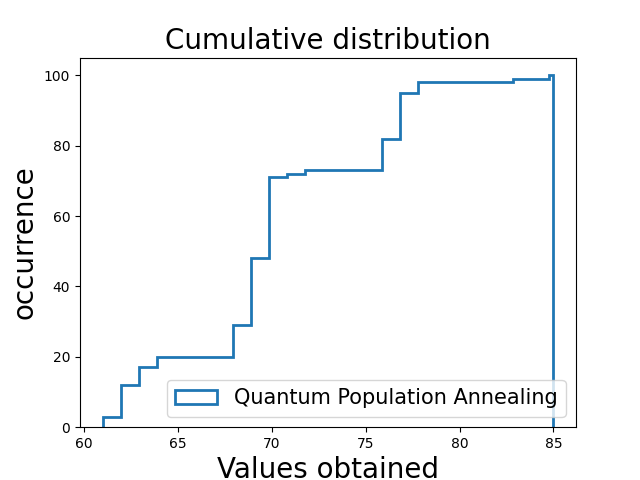 Cumulative distribution
occurrence
100
80
60
40
20
0
Quantum Population Annealing
60 65 70 75 80 85
Values obtained